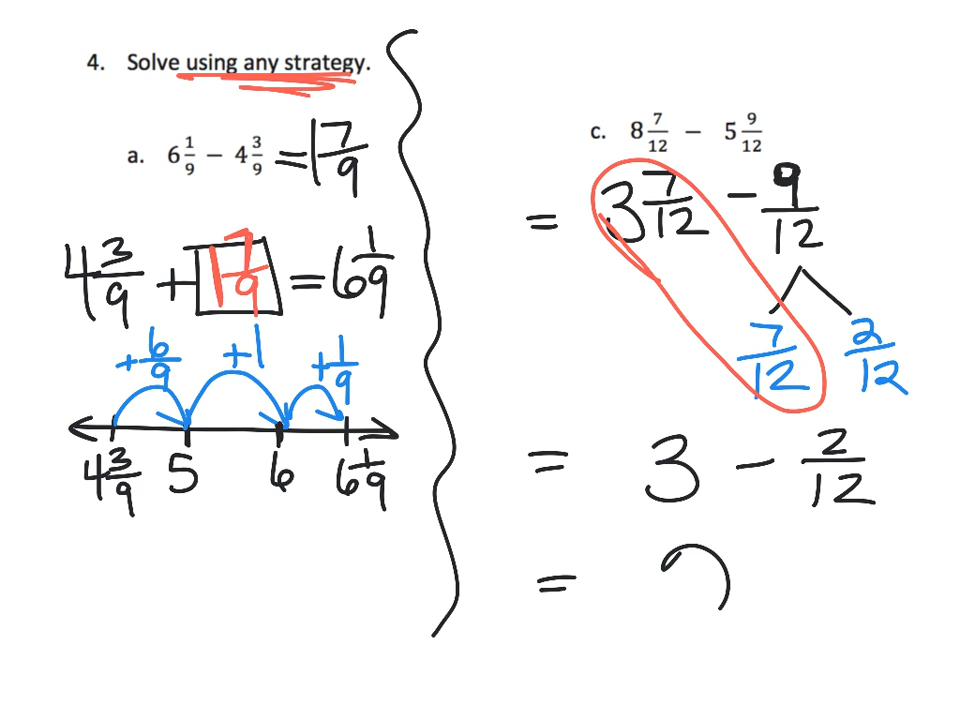 4. Solve using any strategy.
a. 6 1/9 − 4 3/9 = 1 7/9
4 3/9 + 1 7/9 = 6 1/9
+6/9 +1 +1/9
4 3/9 5 6 6 1/9
c. 8 7/12 − 5 9/12
= 3 7/12 − 9/12
7/12 2/12
= 3 − 2/12
=